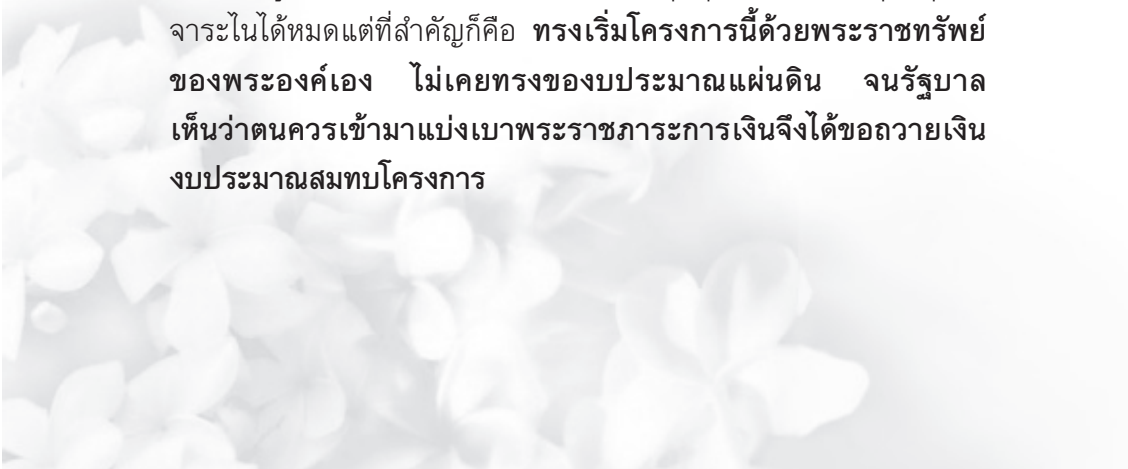 จาระไนได้หมดแต่ที่สำคัญก็คือ ทรงเริ่มโครงการนี้ด้วยพระราชทรัพย์
ของพระองค์เอง ไม่เคยทรงของบประมาณแผ่นดิน จนรัฐบาล
เห็นว่าตนควรเข้ามาแบ่งเบาพระราชภาระการเงินจึงได้ขอถวายเงิน
งบประมาณสมทบโครงการ